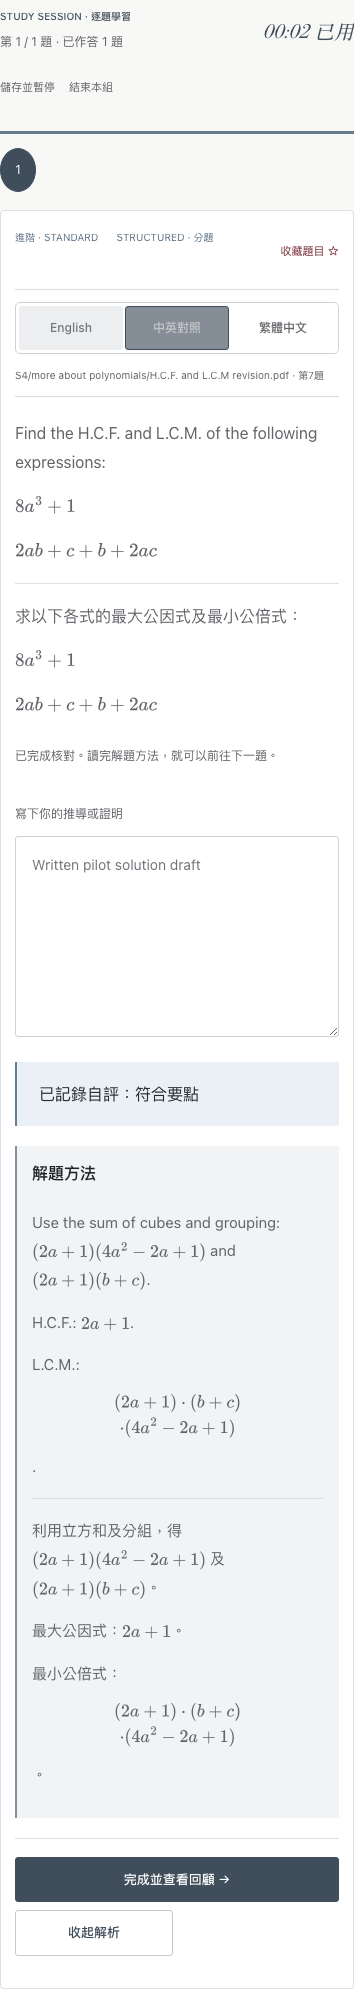 STUDY SESSION · 逐題學習
00:02 已用
第 1 / 1 題 · 已作答 1 題
儲存並暫停 結束本組
1
進階 · STANDARD STRUCTURED · 分題
收藏題目 ☆
English 中英對照 繁體中文
S4/more about polynomials/H.C.F. and L.C.M revision.pdf · 第7題
Find the H.C.F. and L.C.M. of the following
expressions:
8a³ + 1
2ab + c + b + 2ac
求以下各式的最大公因式及最小公倍式：
8a³ + 1
2ab + c + b + 2ac
已完成核對。讀完解題方法，就可以前往下一題。
寫下你的推導或證明
Written pilot solution draft
已記錄自評：符合要點
解題方法
Use the sum of cubes and grouping:
(2a + 1)(4a² − 2a + 1) and
(2a + 1)(b + c).
H.C.F.: 2a + 1.
L.C.M.:
(2a + 1) · (b + c)
·(4a² − 2a + 1)
.
利用立方和及分組，得
(2a + 1)(4a² − 2a + 1) 及
(2a + 1)(b + c)。
最大公因式：2a + 1。
最小公倍式：
(2a + 1) · (b + c)
·(4a² − 2a + 1)
。
完成並查看回顧 →
收起解析